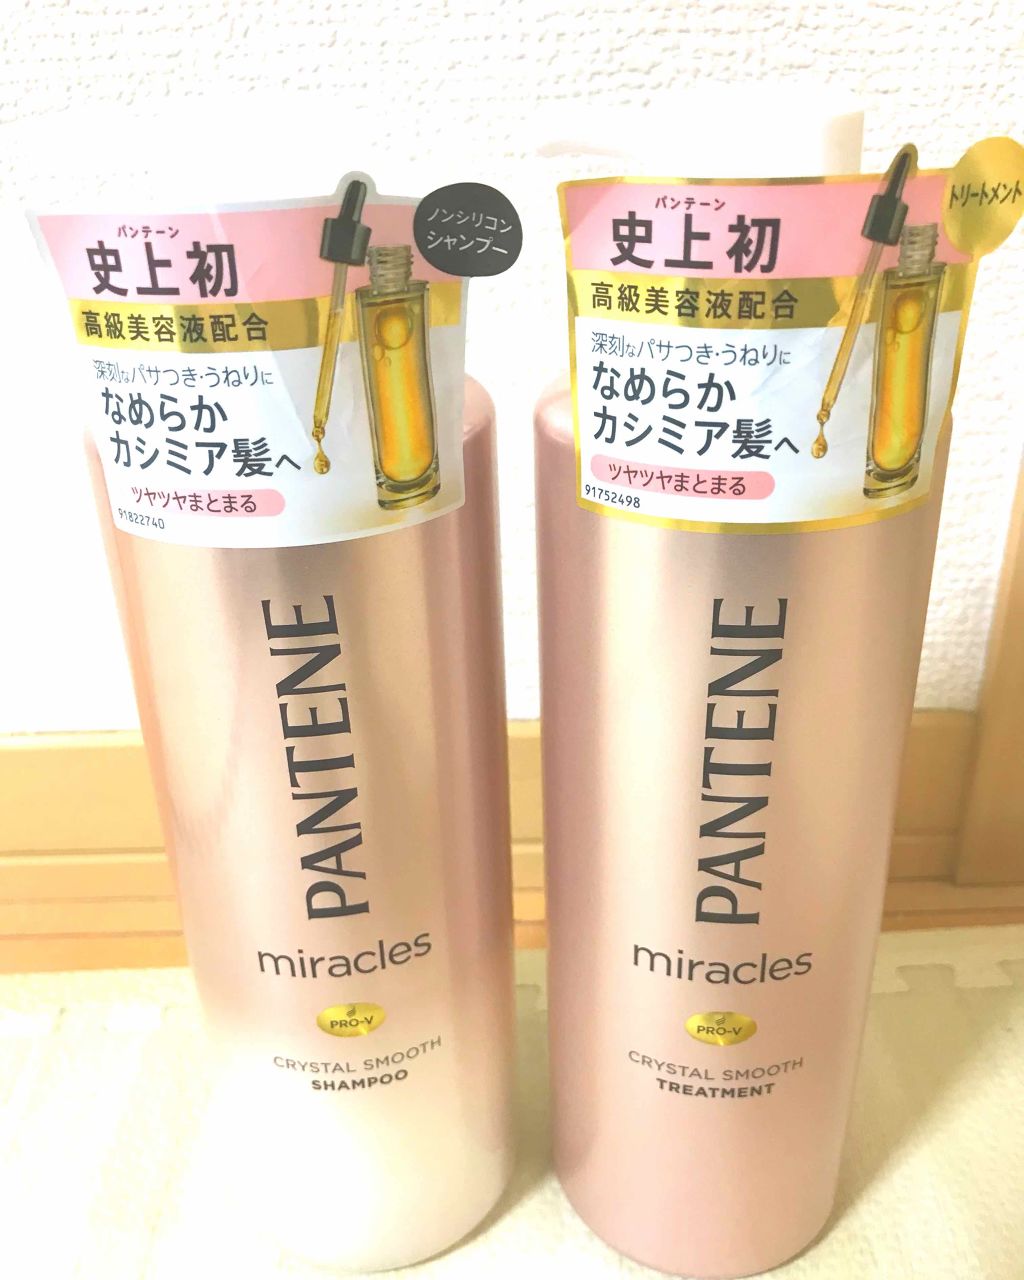 パンテーン
史上初
高級美容液配合
深刻なパサつき・うねりに
なめらか
カシミア髪へ
ツヤツヤまとまる
91822740
ノンシリコン
シャンプー
PANTENE
miracles
PRO-V
CRYSTAL SMOOTH
SHAMPOO
パンテーン
史上初
高級美容液配合
深刻なパサつき・うねりに
なめらか
カシミア髪へ
ツヤツヤまとまる
91752498
トリートメント
PANTENE
miracles
PRO-V
CRYSTAL SMOOTH
TREATMENT